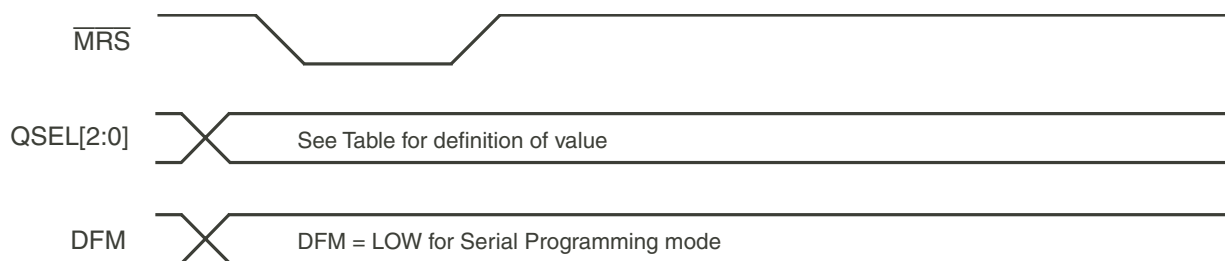 MRS
QSEL[2:0]
See Table for definition of value
DFM
DFM = LOW for Serial Programming mode